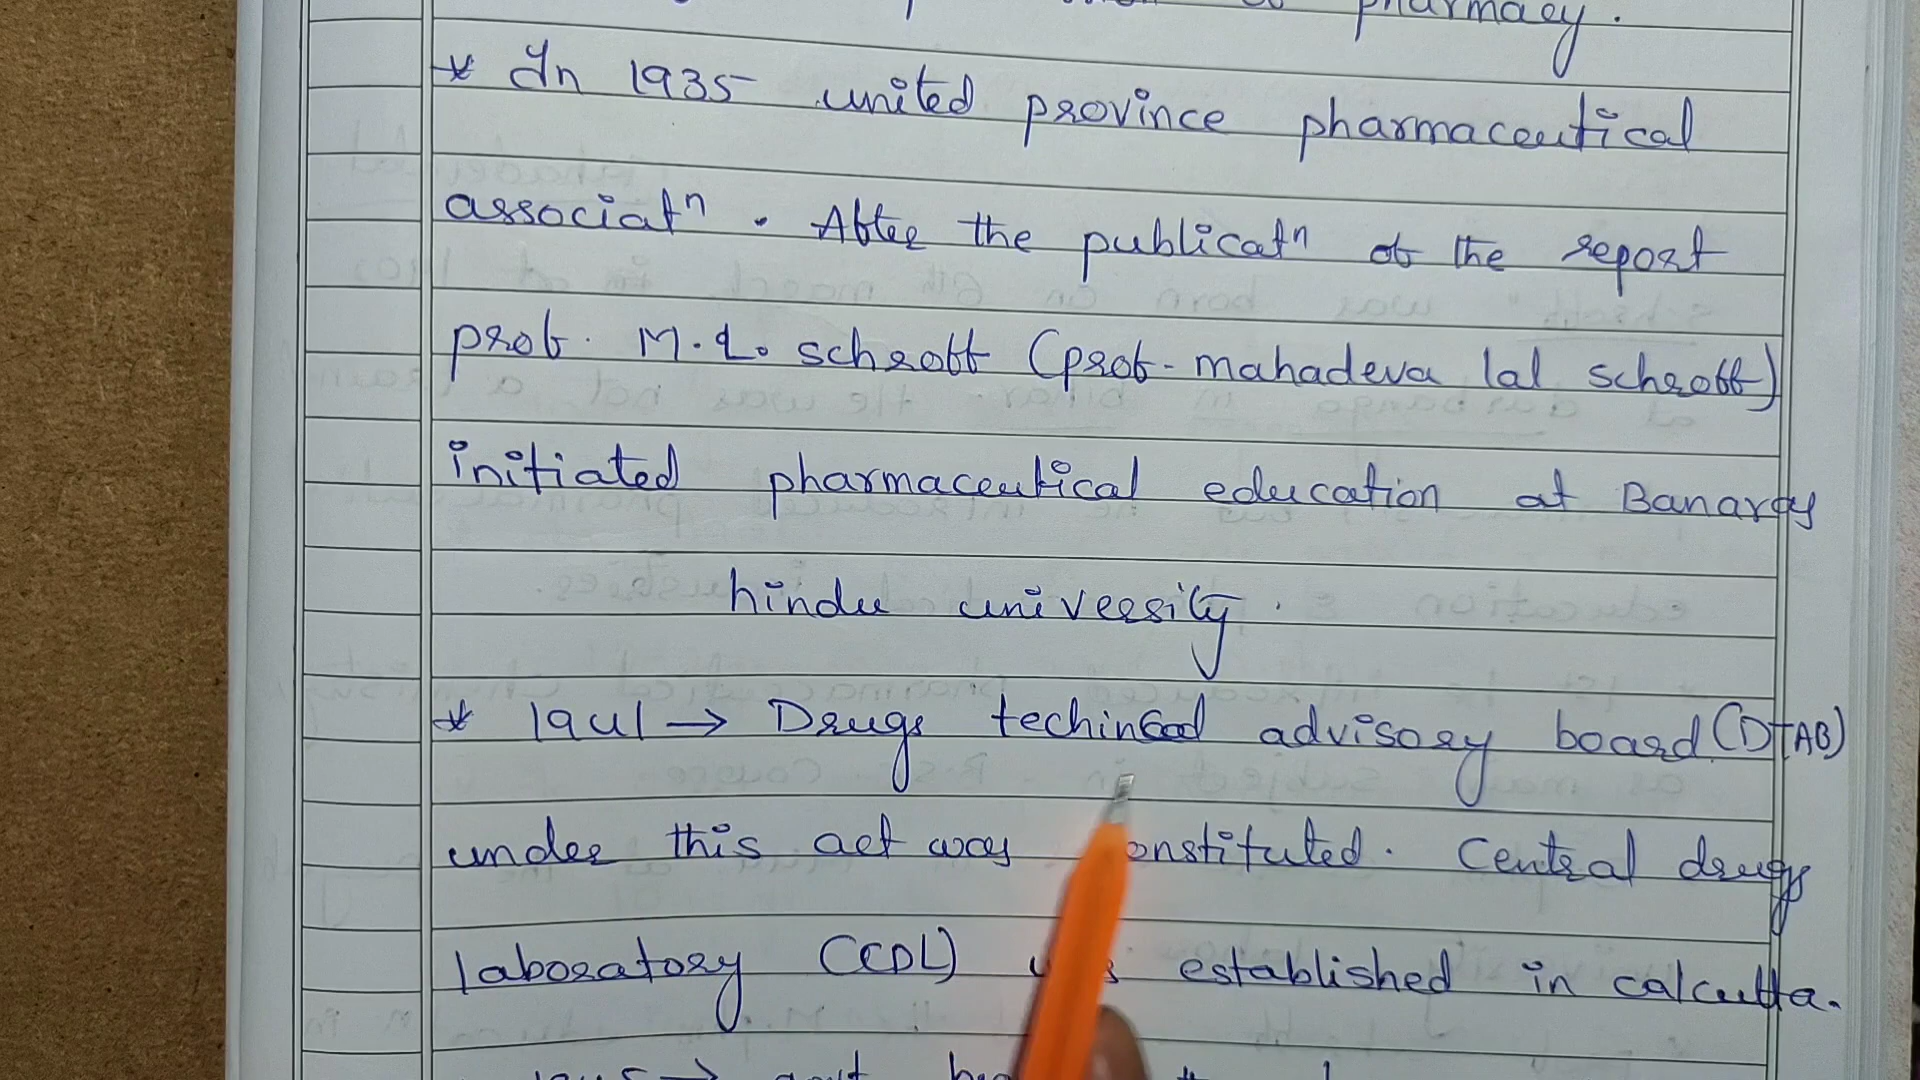 pharmacy.
* In 1935 united province pharmaceutical
associatⁿ. After the publicatⁿ of the report
prof. M.L. schroff (prof. mahadeva lal schroff)
initiated pharmaceutical education at Banaras
hindu university.
* 1941 → Drugs techincal advisory board (DTAB)
under this act was constituted. Central drugs
laboratory (CDL) was established in calcutta.